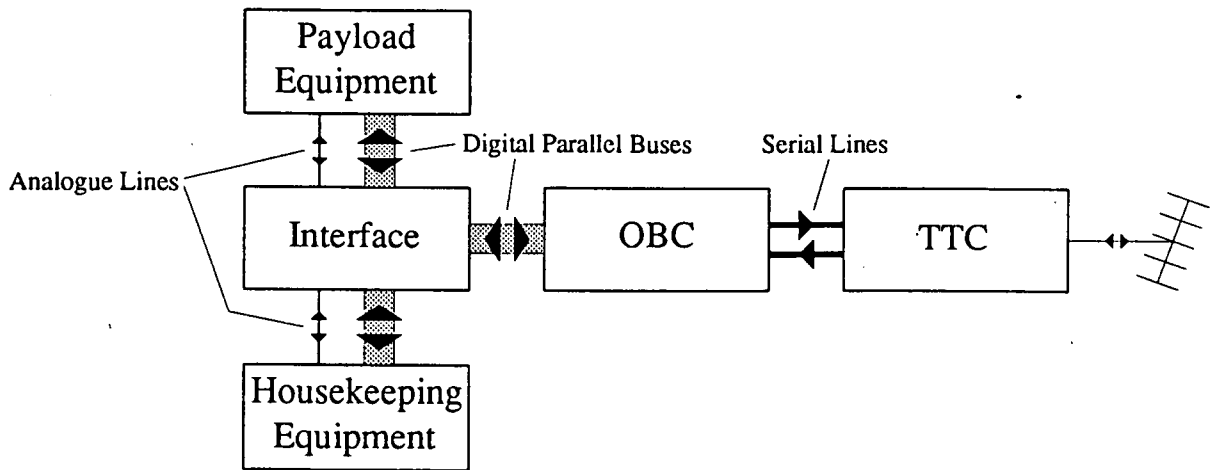 Payload
Equipment
Digital Parallel Buses
Serial Lines
Analogue Lines
Interface
OBC
TTC
Housekeeping
Equipment